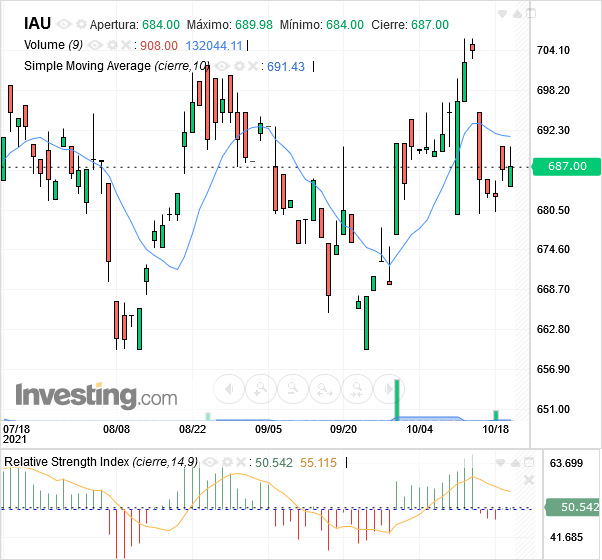 IAU Apertura: 684.00 Máximo: 689.98 Mínimo: 684.00 Cierre: 687.00
Volume (9) : 908.00 132044.11
Simple Moving Average (cierre,10) : 691.43
704.10
698.20
692.30
687.00
680.50
674.60
668.70
662.80
656.90
651.00
Investing.com
07/18 08/08 08/22 09/05 09/20 10/04 10/18
2021
Relative Strength Index (cierre,14,9) : 50.542 55.115
63.699
50.542
41.685